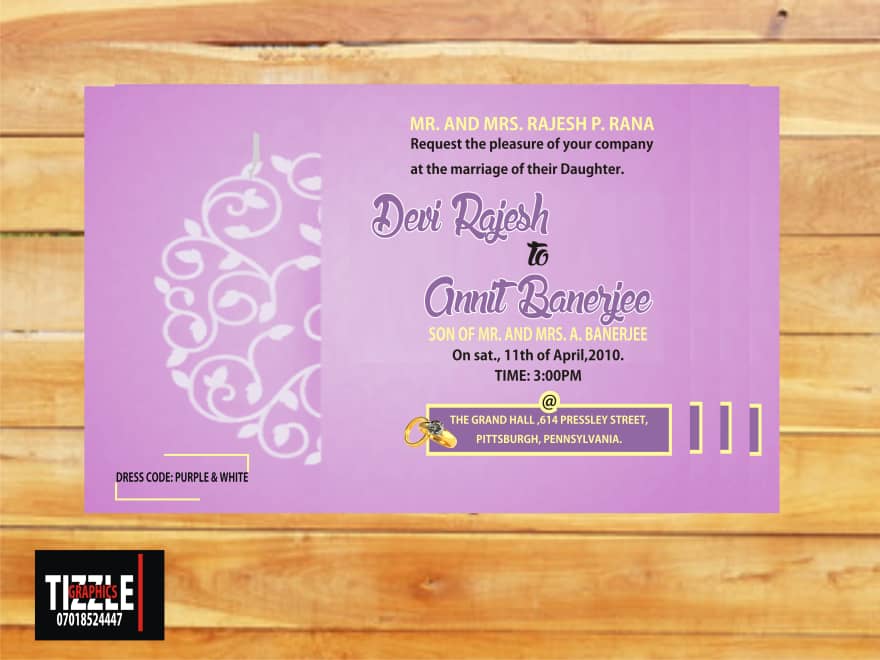 MR. AND MRS. RAJESH P. RANA
Request the pleasure of your company
at the marriage of their Daughter.
Devi Rajesh
to
Annit Banerjee
SON OF MR. AND MRS. A. BANERJEE
On sat., 11th of April,2010.
TIME: 3:00PM
@
THE GRAND HALL ,614 PRESSLEY STREET,
PITTSBURGH, PENNSYLVANIA.
DRESS CODE: PURPLE & WHITE
TIZZLE
GRAPHICS
07018524447